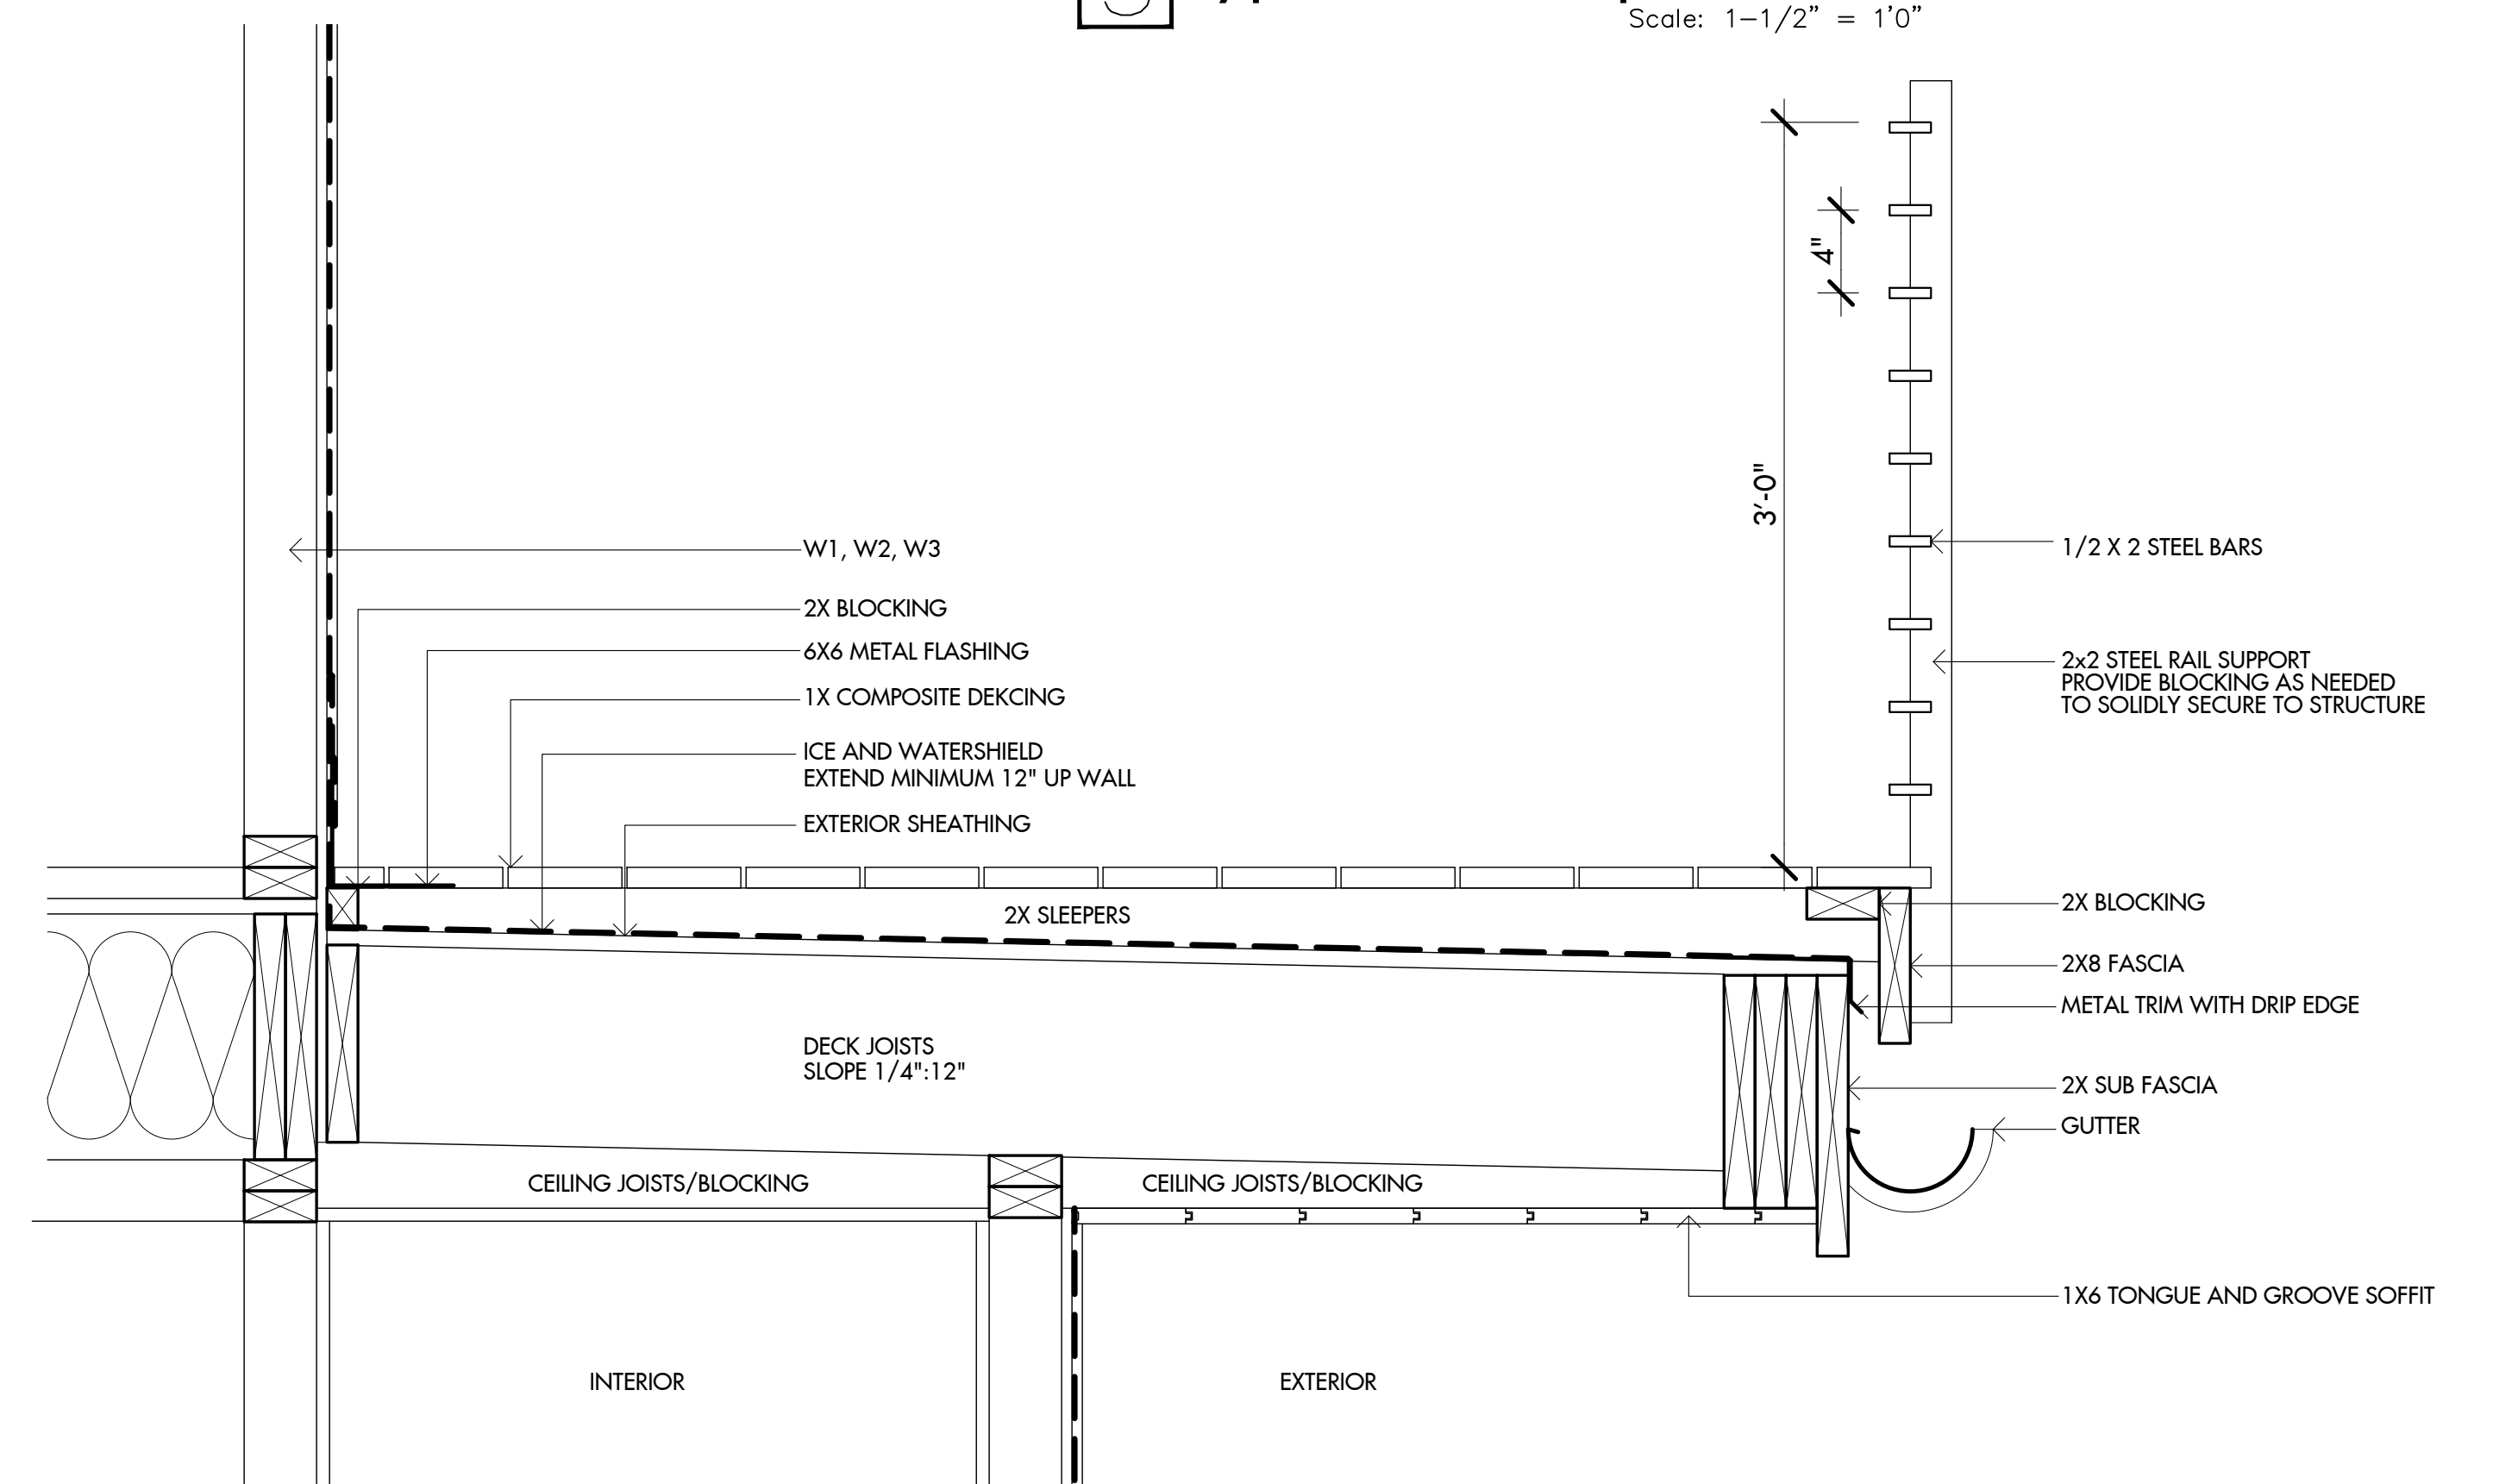 Scale: 1-1/2" = 1'0"
4"
3'-0"
W1, W2, W3
2X BLOCKING
6X6 METAL FLASHING
1X COMPOSITE DEKCING
ICE AND WATERSHIELD
EXTEND MINIMUM 12" UP WALL
EXTERIOR SHEATHING
2X SLEEPERS
DECK JOISTS
SLOPE 1/4":12"
CEILING JOISTS/BLOCKING
CEILING JOISTS/BLOCKING
INTERIOR
EXTERIOR
1/2 X 2 STEEL BARS
2x2 STEEL RAIL SUPPORT
PROVIDE BLOCKING AS NEEDED
TO SOLIDLY SECURE TO STRUCTURE
2X BLOCKING
2X8 FASCIA
METAL TRIM WITH DRIP EDGE
2X SUB FASCIA
GUTTER
1X6 TONGUE AND GROOVE SOFFIT